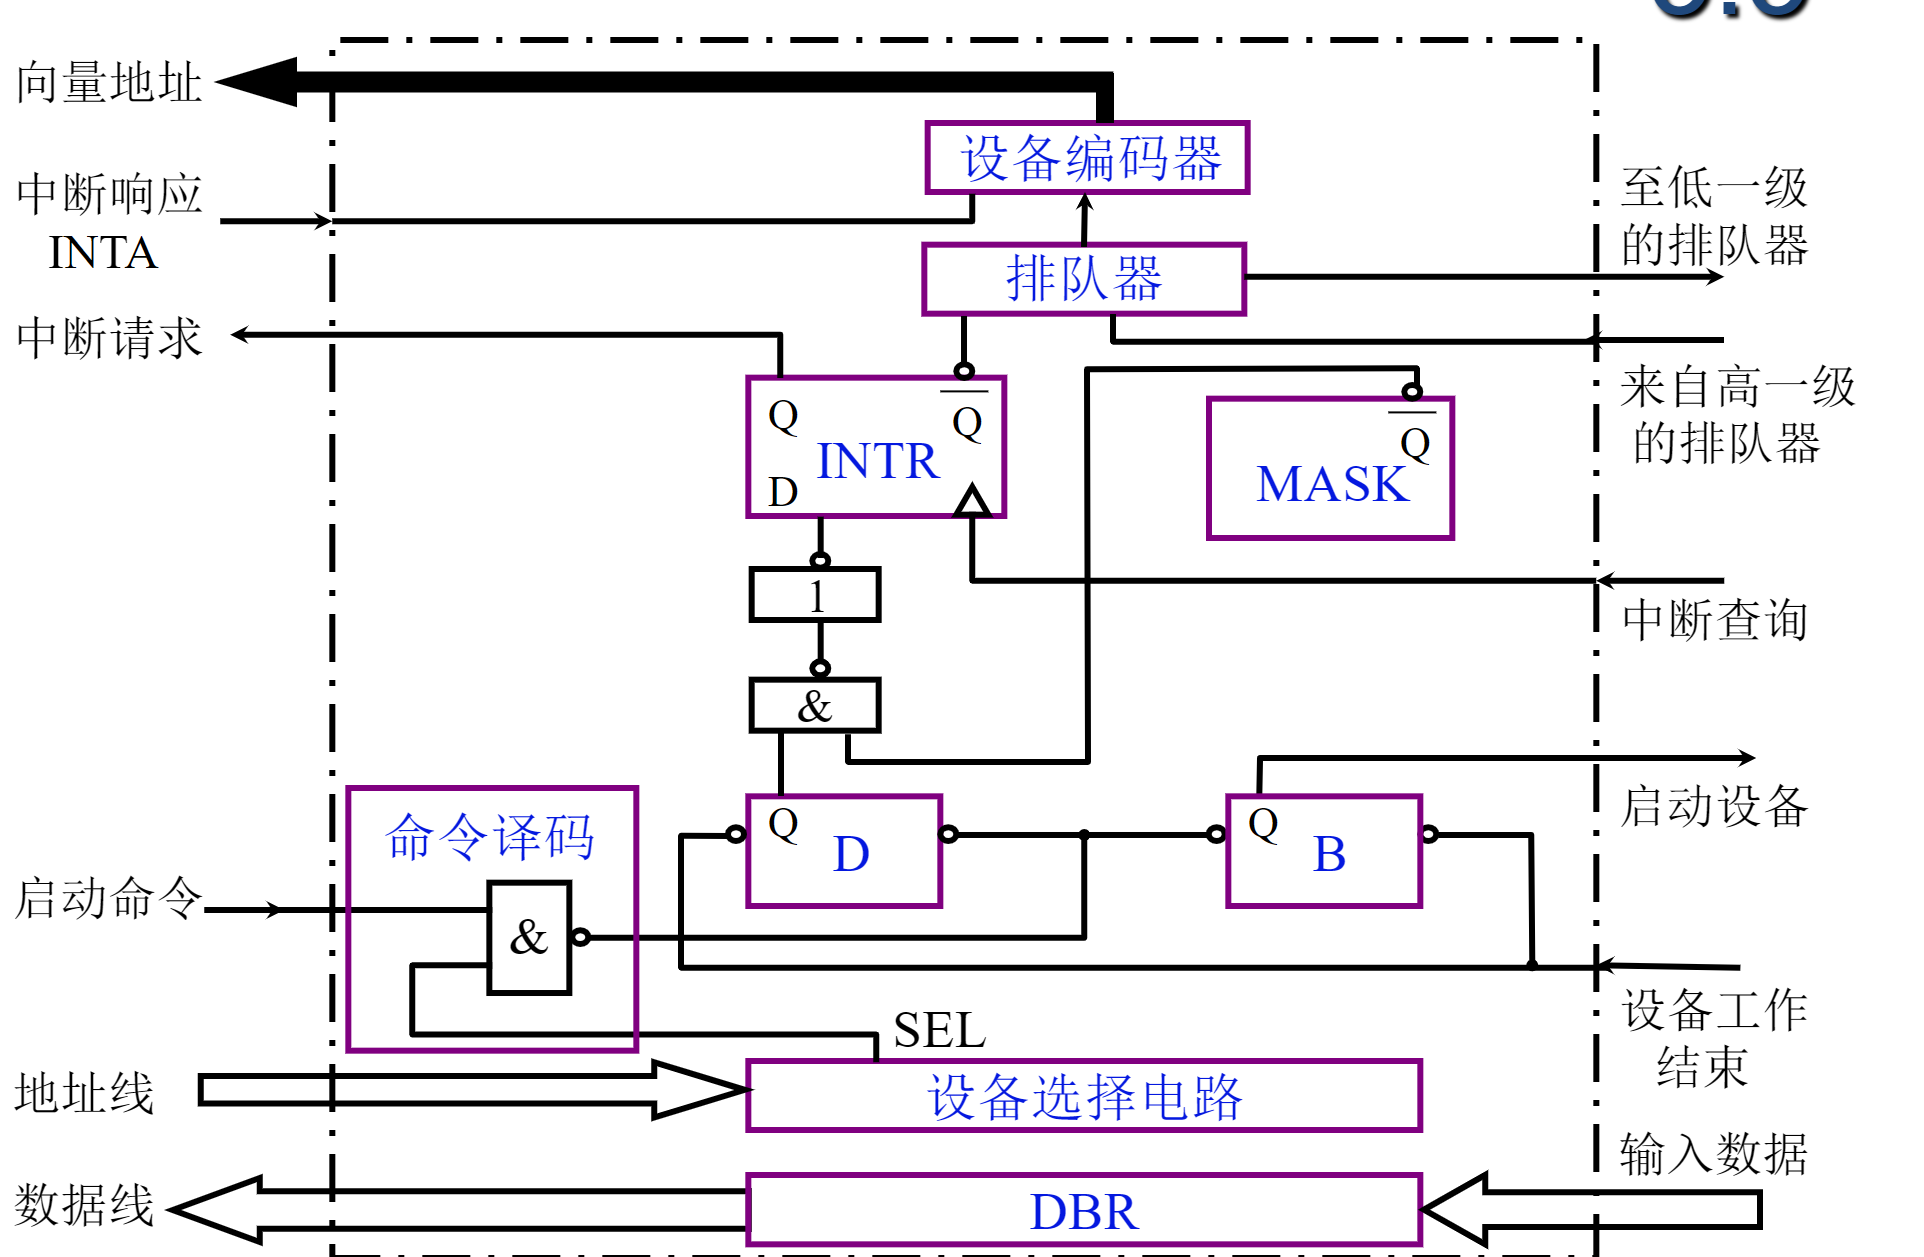 向量地址
设备编码器
中断响应
INTA
至低一级
的排队器
排队器
中断请求
来自高一级
的排队器
Q
Q
INTR
D
Q
MASK
1
中断查询
&
启动设备
命令译码
Q
D
Q
B
启动命令
&
设备工作
结束
SEL
地址线
设备选择电路
输入数据
数据线
DBR